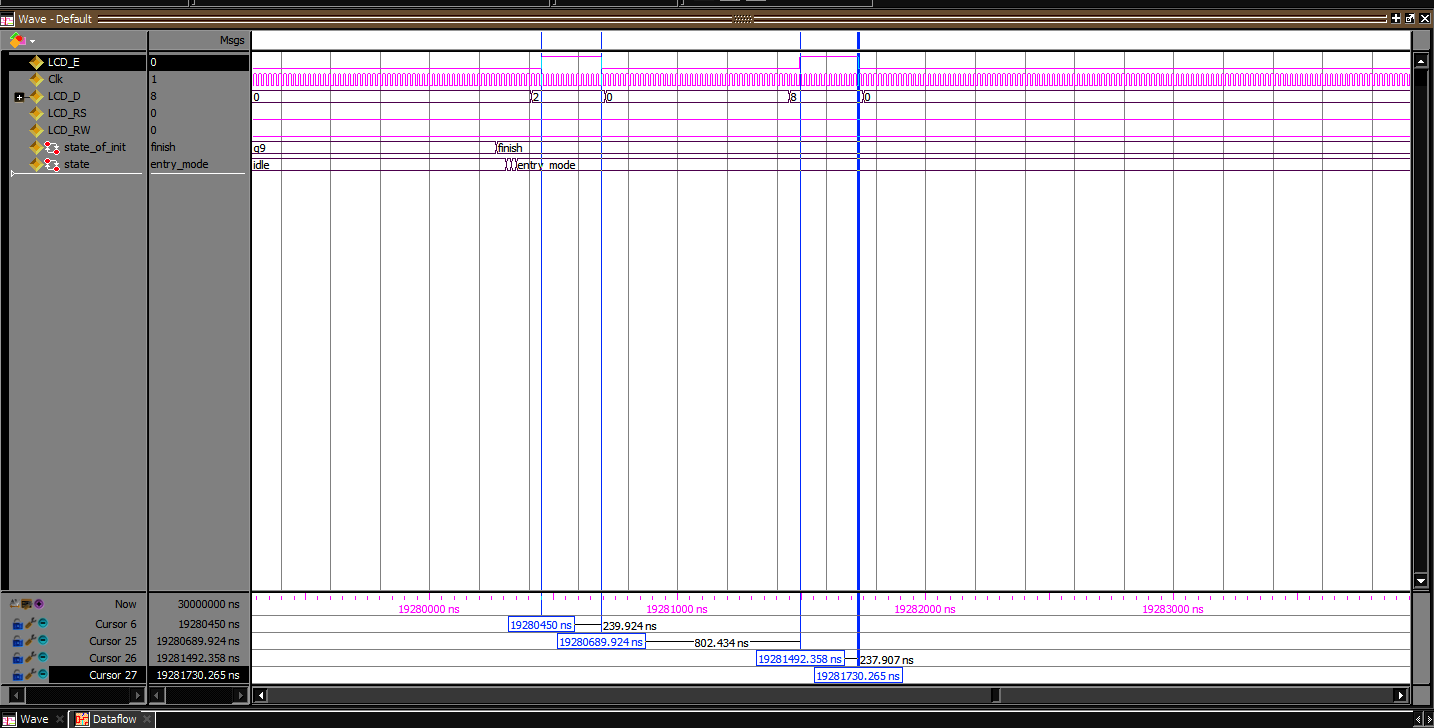 Wave - Default
Msgs
LCD_E 0
Clk 1
LCD_D 8 0 2 0 8 0
LCD_RS 0
LCD_RW 0
state_of_init finish g9 finish
state entry_mode idle entry_mode
Now 30000000 ns 19280000 ns 19281000 ns 19282000 ns 19283000 ns
Cursor 6 19280450 ns 19280450 ns 239.924 ns
Cursor 25 19280689.924 ns 19280689.924 ns 802.434 ns
Cursor 26 19281492.358 ns 19281492.358 ns 237.907 ns
Cursor 27 19281730.265 ns 19281730.265 ns
Wave Dataflow